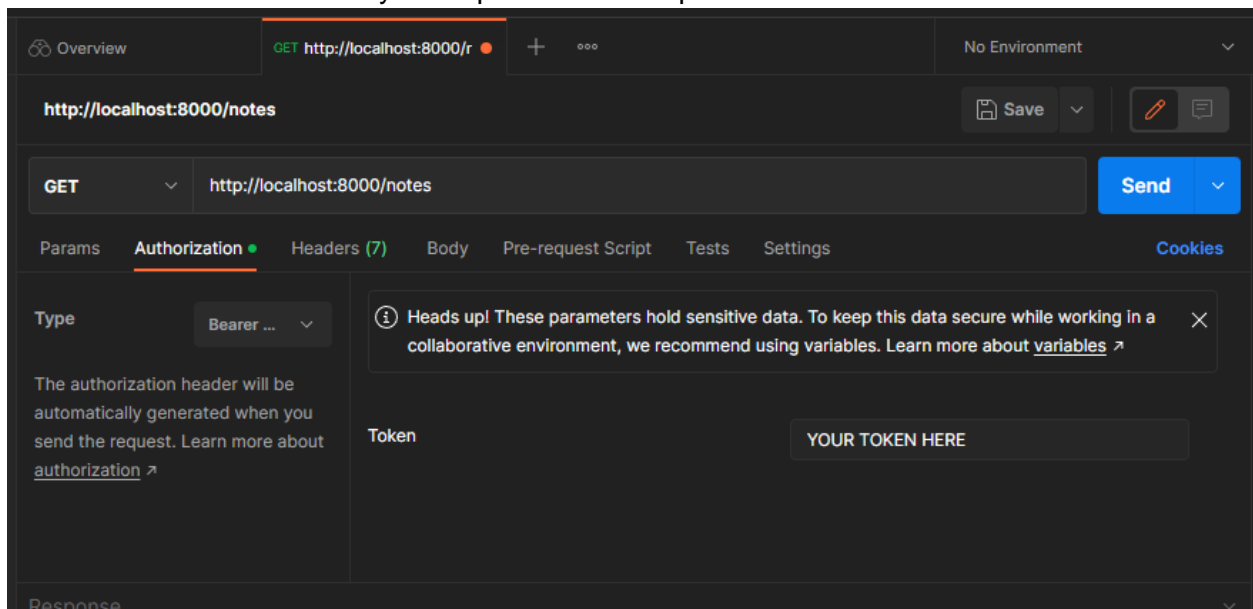 Overview
GET http://localhost:8000/r
No Environment
http://localhost:8000/notes
Save
GET
http://localhost:8000/notes
Send
Params Authorization Headers (7) Body Pre-request Script Tests Settings Cookies
Type
Bearer ...
The authorization header will be
automatically generated when you
send the request. Learn more about
authorization ↗
Heads up! These parameters hold sensitive data. To keep this data secure while working in a
collaborative environment, we recommend using variables. Learn more about variables ↗
Token
YOUR TOKEN HERE
Response